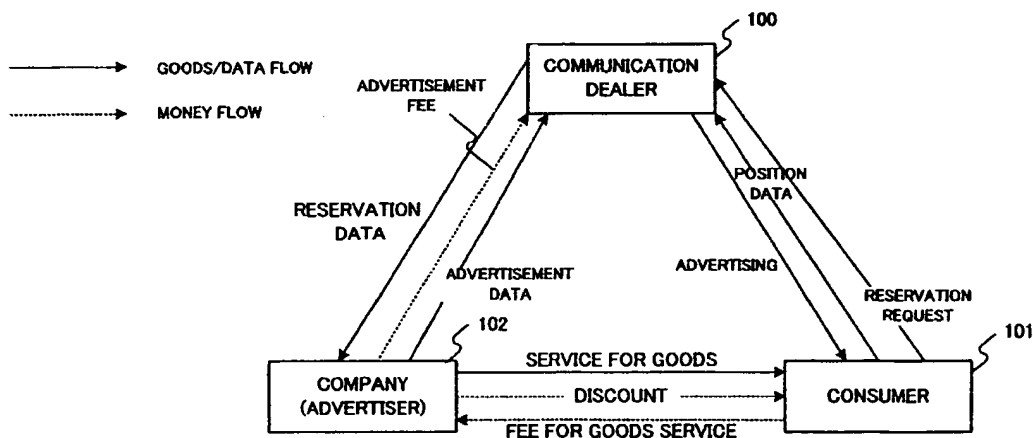 100
GOODS/DATA FLOW
MONEY FLOW
ADVERTISEMENT
FEE
COMMUNICATION
DEALER
RESERVATION
DATA
POSITION
DATA
ADVERTISING
ADVERTISEMENT
DATA
RESERVATION
REQUEST
102
101
COMPANY
(ADVERTISER)
SERVICE FOR GOODS
DISCOUNT
FEE FOR GOODS SERVICE
CONSUMER